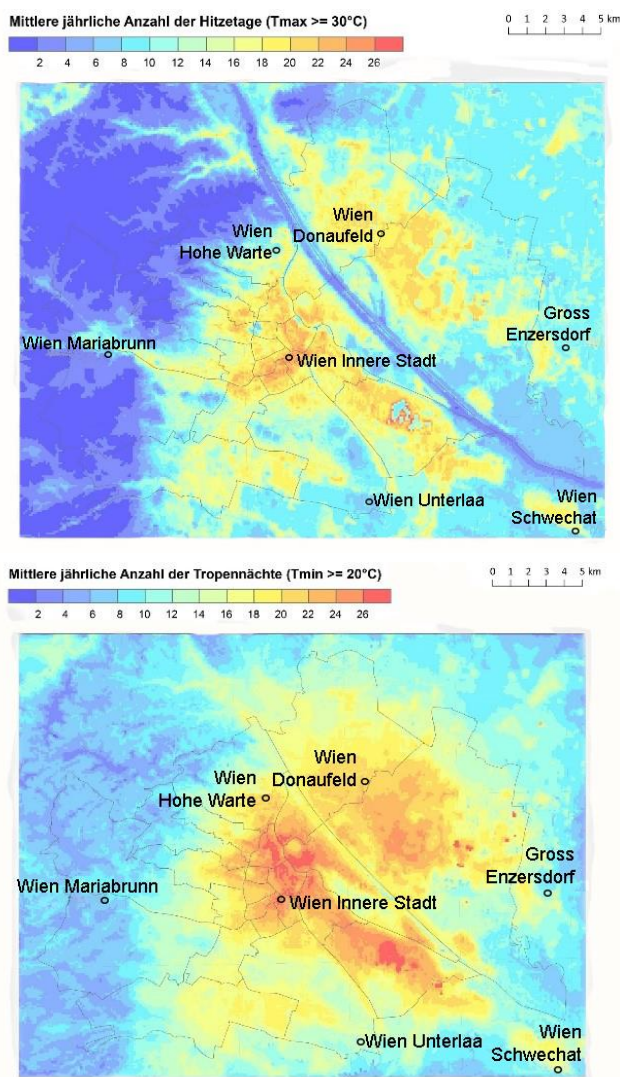 Mittlere jährliche Anzahl der Hitzetage (Tmax >= 30°C)
0 1 2 3 4 5 km
2 4 6 8 10 12 14 16 18 20 22 24 26
Wien
Donaufeld
Wien
Hohe Warte
Gross
Enzersdorf
Wien Mariabrunn
Wien Innere Stadt
Wien Unterlaa
Wien
Schwechat
Mittlere jährliche Anzahl der Tropennächte (Tmin >= 20°C)
0 1 2 3 4 5 km
2 4 6 8 10 12 14 16 18 20 22 24 26
Wien
Donaufeld
Wien
Hohe Warte
Gross
Enzersdorf
Wien Mariabrunn
Wien Innere Stadt
Wien Unterlaa
Wien
Schwechat